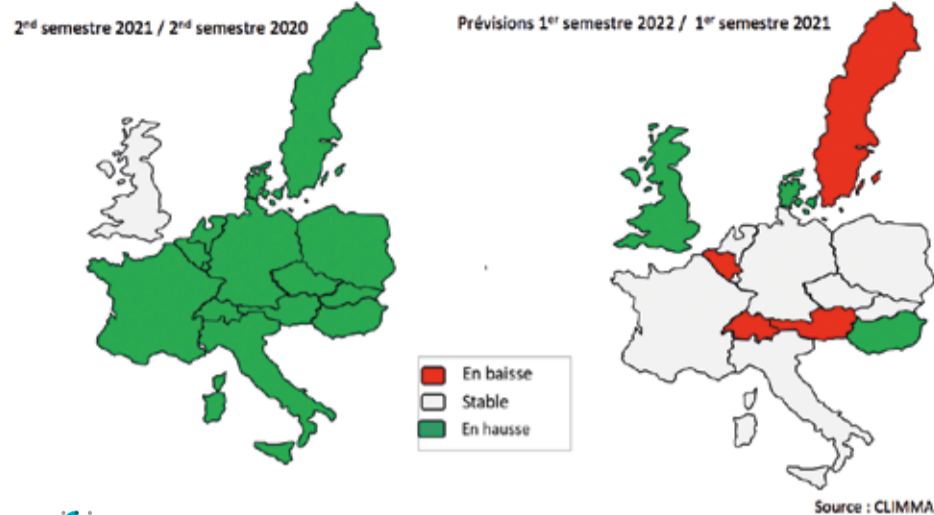 2nd semestre 2021 / 2nd semestre 2020
Prévisions 1er semestre 2022 / 1er semestre 2021
En baisse
Stable
En hausse
Source : CLIMMA